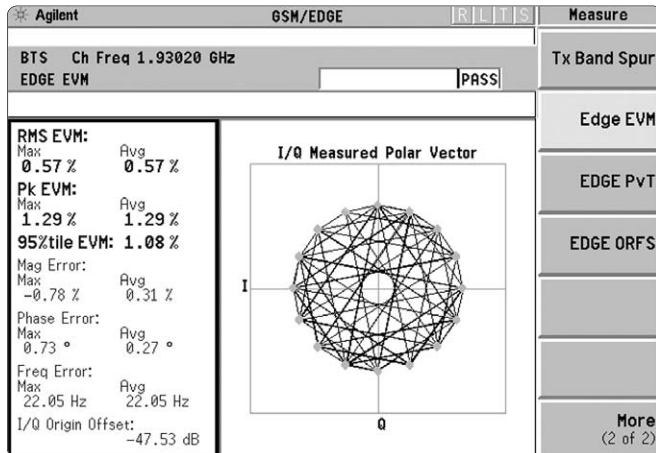 Agilent GSM/EDGE R L T S Measure
BTS Ch Freq 1.93020 GHz
EDGE EVM PASS
RMS EVM:
Max Avg
0.57 % 0.57 %
Pk EVM:
Max Avg
1.29 % 1.29 %
95%tile EVM: 1.08 %
Mag Error:
Max Avg
-0.78 % 0.31 %
Phase Error:
Max Avg
0.73 ° 0.27 °
Freq Error:
Max Avg
22.05 Hz 22.05 Hz
I/Q Origin Offset:
-47.53 dB
I/Q Measured Polar Vector
I
Q
Tx Band Spur
Edge EVM
EDGE PvT
EDGE ORFS
More
(2 of 2)